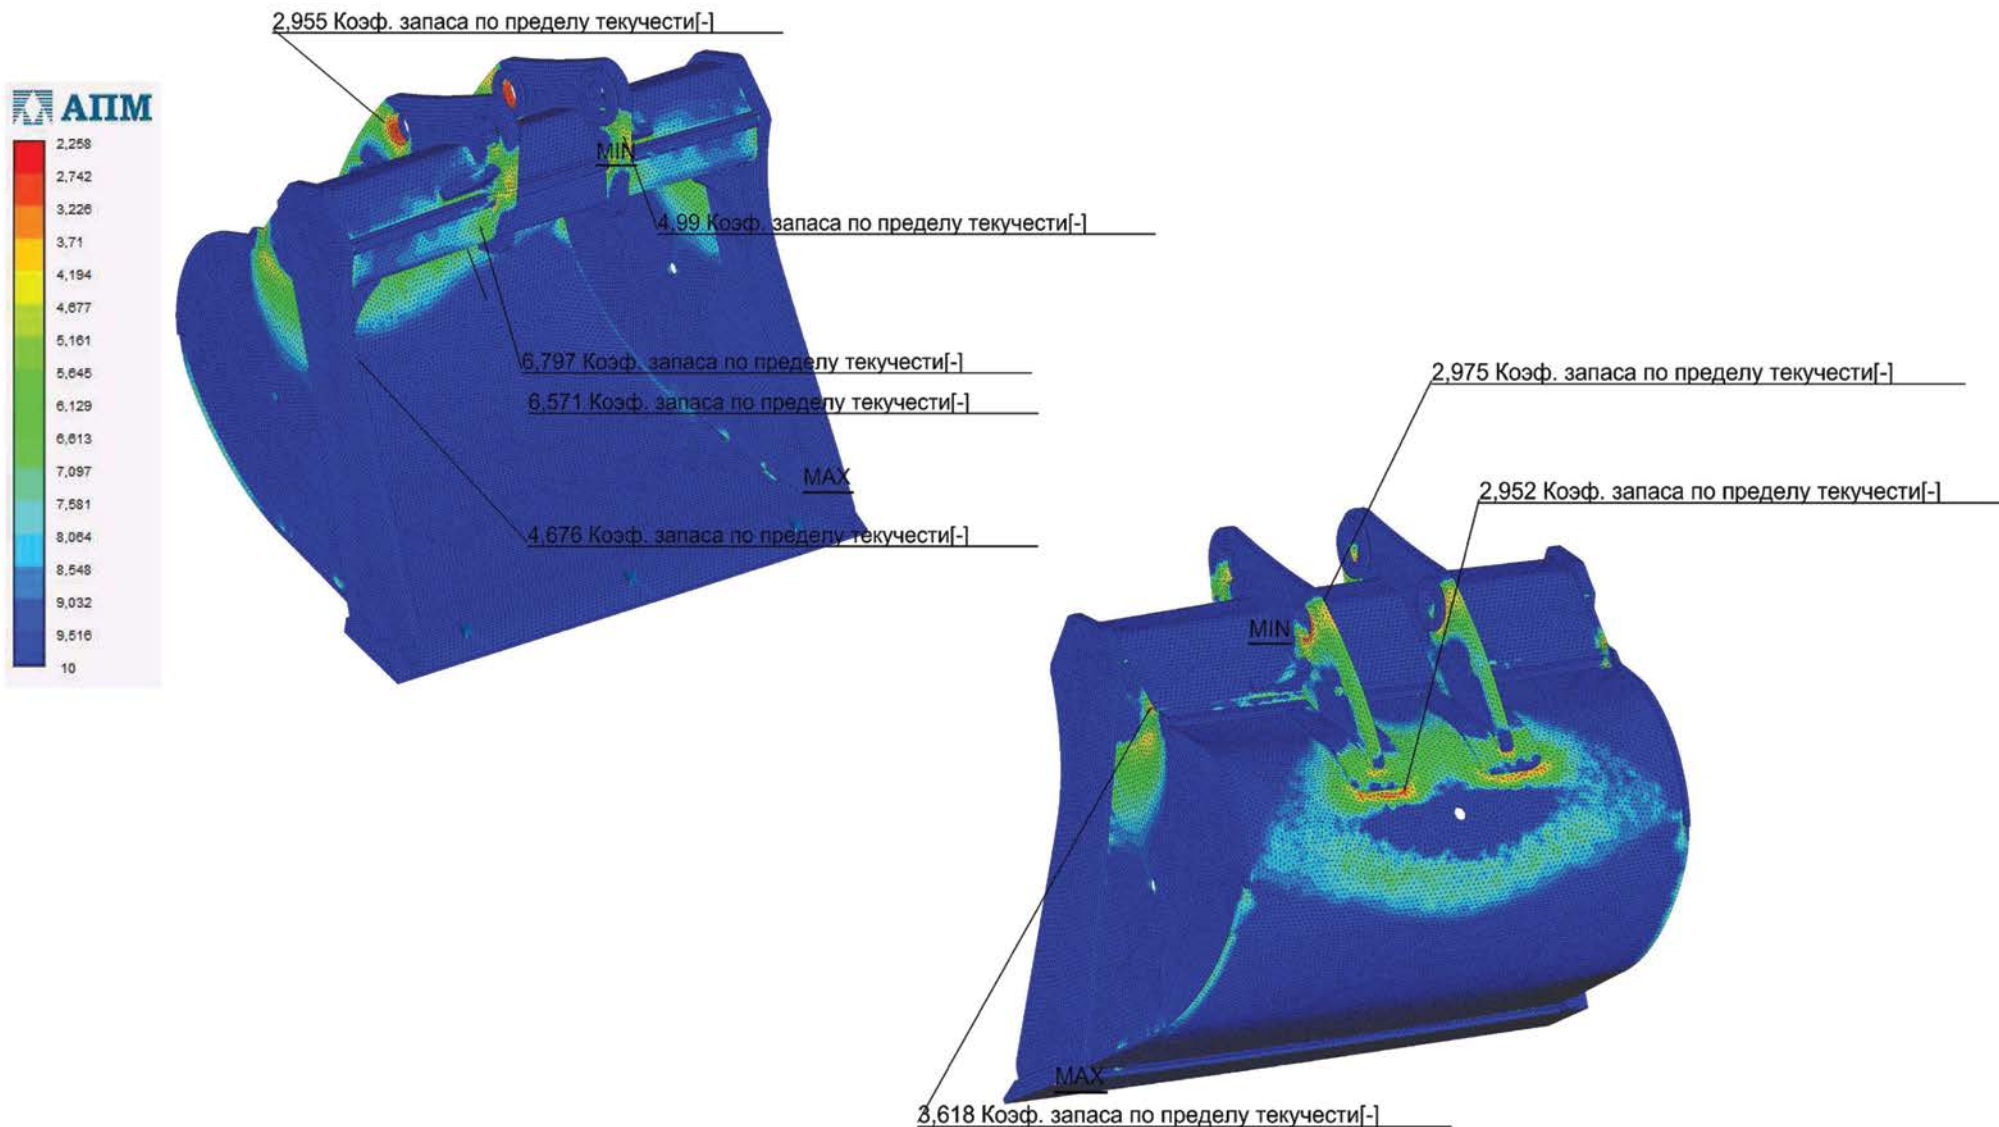 2,955 Коэф. запаса по пределу текучести[-]
АПМ
2,258
2,742
3,226
3,71
4,194
4,677
5,161
5,645
6,129
6,613
7,097
7,581
8,064
8,548
9,032
9,516
10
MIN
4,99 Коэф. запаса по пределу текучести[-]
6,797 Коэф. запаса по пределу текучести[-]
6,571 Коэф. запаса по пределу текучести[-]
MAX
4,676 Коэф. запаса по пределу текучести[-]
2,975 Коэф. запаса по пределу текучести[-]
2,952 Коэф. запаса по пределу текучести[-]
MIN
MAX
3,618 Коэф. запаса по пределу текучести[-]